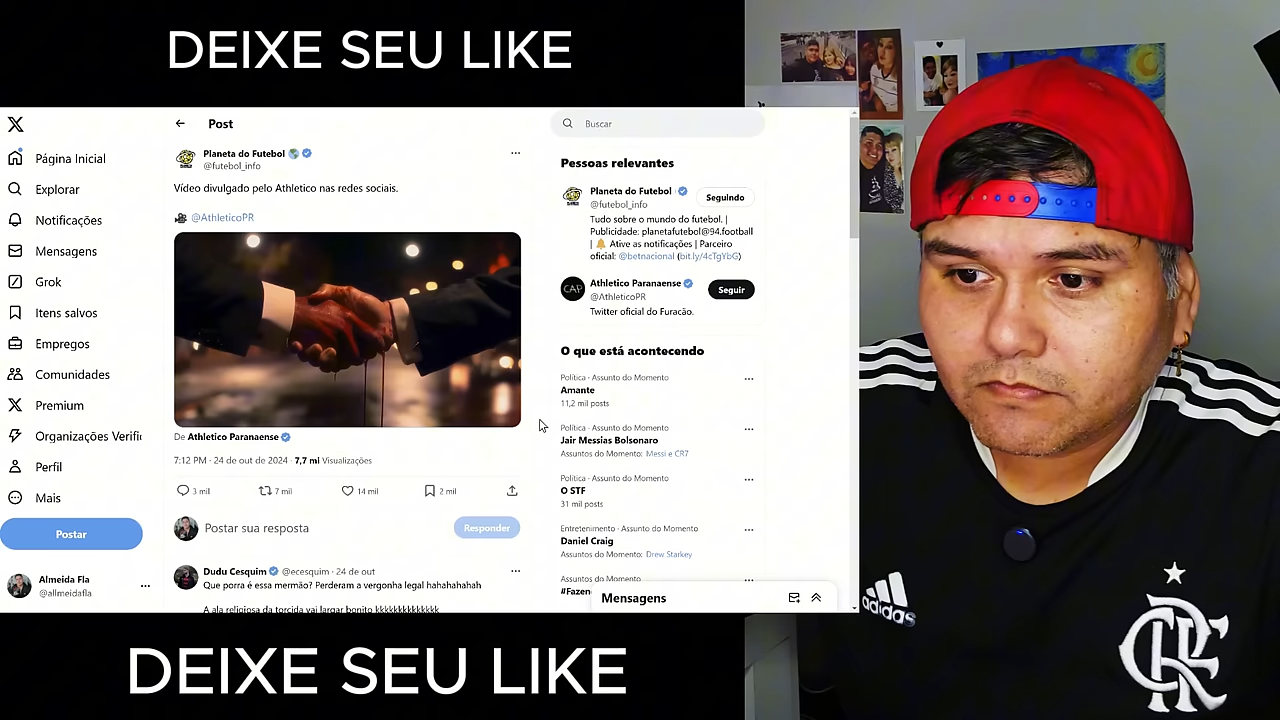 DEIXE SEU LIKE
Post
Buscar
Página Inicial
Explorar
Notificações
Mensagens
Grok
Itens salvos
Empregos
Comunidades
Premium
Organizações Verific
Perfil
Mais
Postar
Almeida Fla
@allmeidafla
Planeta do Futebol
@futebol_info
Vídeo divulgado pelo Athletico nas redes sociais.
@AthleticoPR
De Athletico Paranaense
7:12 PM · 24 de out de 2024 · 7,7 mi Visualizações
3 mil
7 mil
14 mil
2 mil
Postar sua resposta
Responder
Dudu Cesquim @ecesquim · 24 de out
Que porra é essa mermão? Perderam a vergonha legal hahahahahah
A ala religiosa da torcida vai largar bonito kkkkkkkkkkkkkk
Pessoas relevantes
Planeta do Futebol
Seguindo
@futebol_info
Tudo sobre o mundo do futebol. |
Publicidade: planetafutebol@94.football
| Ative as notificações | Parceiro
oficial: @betnacional (bit.ly/4cTgYbG)
CAP
Athletico Paranaense
Seguir
@AthleticoPR
Twitter oficial do Furacão.
O que está acontecendo
Política · Assunto do Momento
Amante
11,2 mil posts
Política · Assunto do Momento
Jair Messias Bolsonaro
Assuntos do Momento: Messi e CR7
Política · Assunto do Momento
O STF
31 mil posts
Entretenimento · Assunto do Momento
Daniel Craig
Assuntos do Momento: Drew Starkey
Assunto do Momento
Mensagens
adidas
CRF
DEIXE SEU LIKE